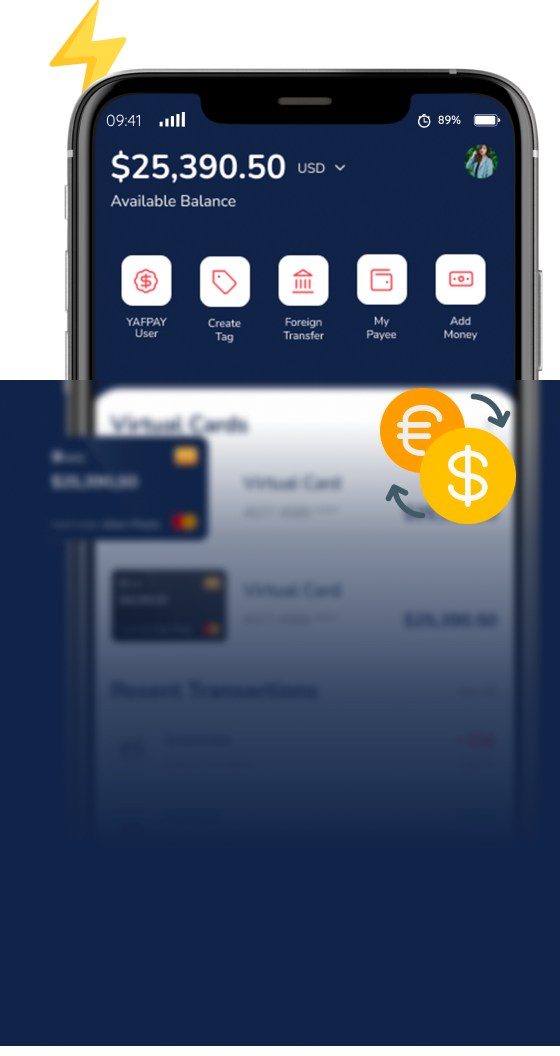 09:41
89%
$25,390.50 USD
Available Balance
YAFPAY
User
Create
Tag
Foreign
Transfer
My
Payee
Add
Money
Virtual Cards
$25,390.50
Virtual Card
Virtual Card
$25,390.50
Recent Transactions